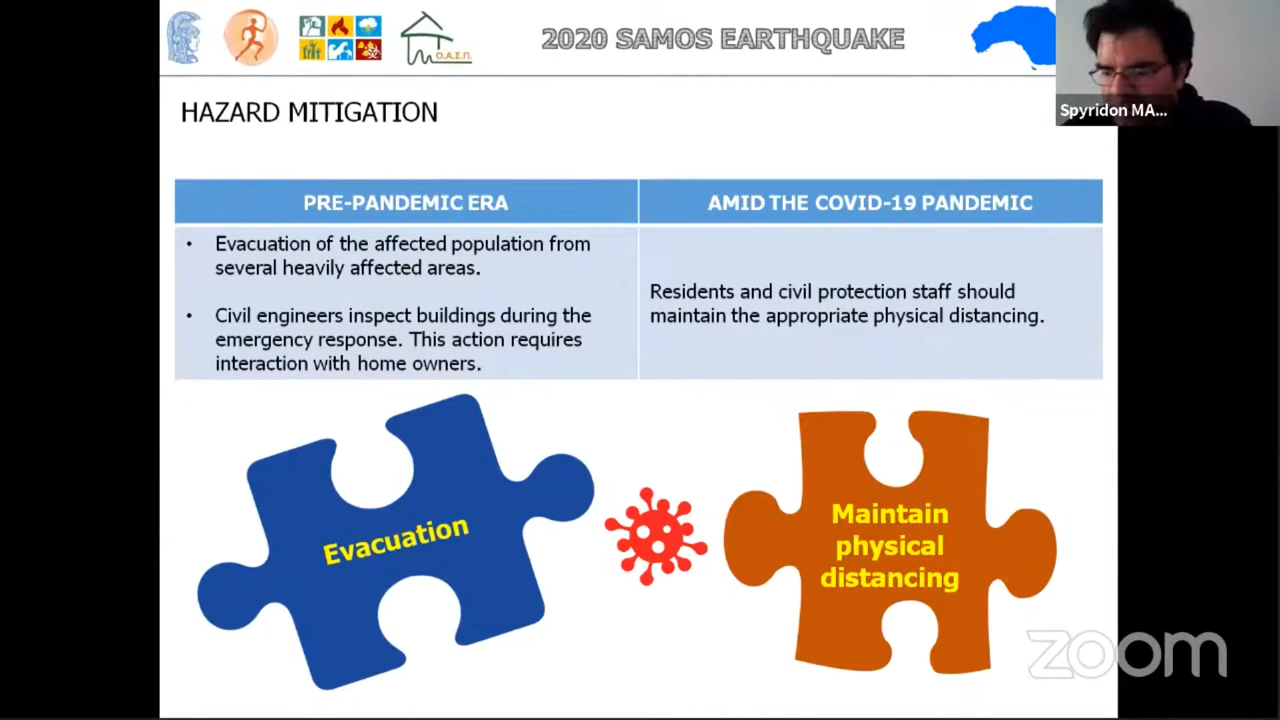 Ο.Α.Σ.Π.
2020 SAMOS EARTHQUAKE
Spyridon MA...
HAZARD MITIGATION
PRE-PANDEMIC ERA
AMID THE COVID-19 PANDEMIC
• Evacuation of the affected population from
several heavily affected areas.
• Civil engineers inspect buildings during the
emergency response. This action requires
interaction with home owners.
Residents and civil protection staff should
maintain the appropriate physical distancing.
Evacuation
Maintain
physical
distancing
zoom